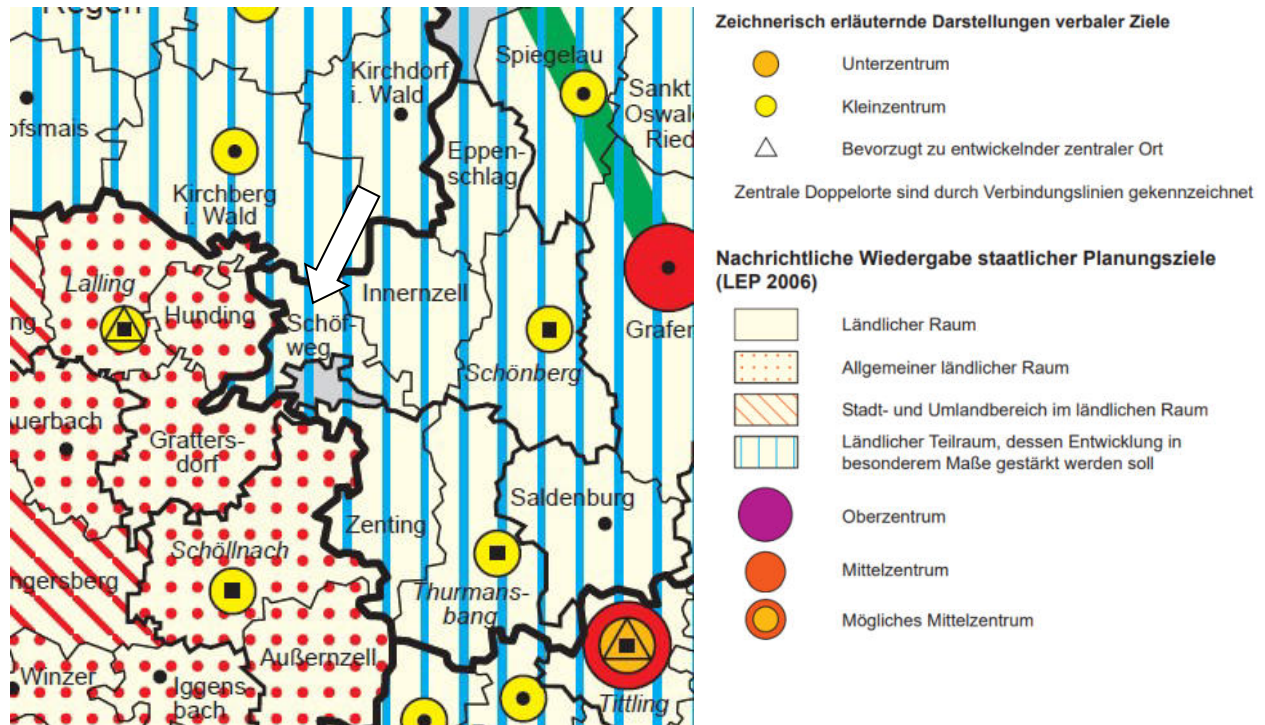 Regen
Spiegelau
Kirchdorf
i. Wald
Sankt
Oswal
Ried
ofsmais
Eppen-
schlag
Kirchberg
i. Wald
Lalling
Hunding
Innernzell
ng
Schöf-
weg
Grafen
Schönberg
uerbach
Gratters-
dorf
Saldenburg
Zenting
Schöllnach
ngersberg
Thurmans-
bang
Außernzell
Winzer
Iggens-
bach
Tittling
Zeichnerisch erläuternde Darstellungen verbaler Ziele
Unterzentrum
Kleinzentrum
Bevorzugt zu entwickelnder zentraler Ort
Zentrale Doppelorte sind durch Verbindungslinien gekennzeichnet
Nachrichtliche Wiedergabe staatlicher Planungsziele
(LEP 2006)
Ländlicher Raum
Allgemeiner ländlicher Raum
Stadt- und Umlandbereich im ländlichen Raum
Ländlicher Teilraum, dessen Entwicklung in
besonderem Maße gestärkt werden soll
Oberzentrum
Mittelzentrum
Mögliches Mittelzentrum